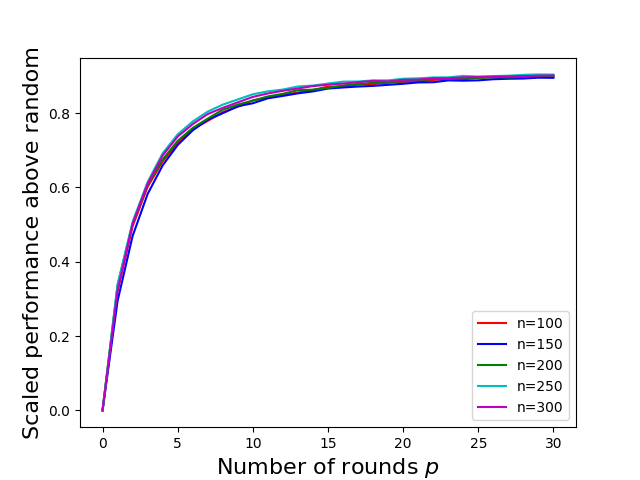 Scaled performance above random
0.8
0.6
0.4
0.2
0.0
0 5 10 15 20 25 30
Number of rounds p
n=100
n=150
n=200
n=250
n=300